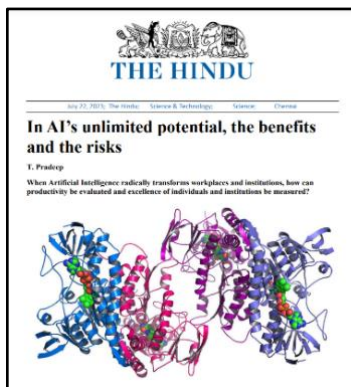 THE HINDU
July 22, 2023; The Hindu; Science & Technology; Science; Chennai
In AI's unlimited potential, the benefits
and the risks
T. Pradeep
When Artificial Intelligence radically transforms workplaces and institutions, how can
productivity be evaluated and excellence of individuals and institutions be measured?